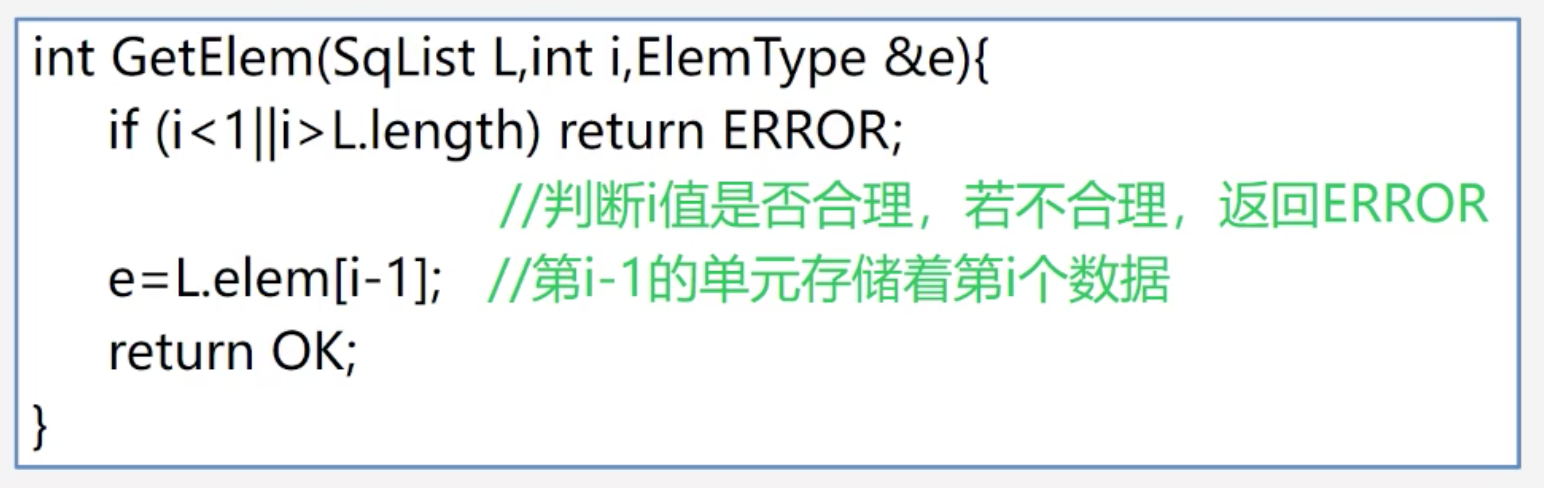 int GetElem(SqList L,int i,ElemType &e){
if (i<1||i>L.length) return ERROR;
//判断i值是否合理，若不合理，返回ERROR
e=L.elem[i-1];   //第i-1的单元存储着第i个数据
return OK;
}